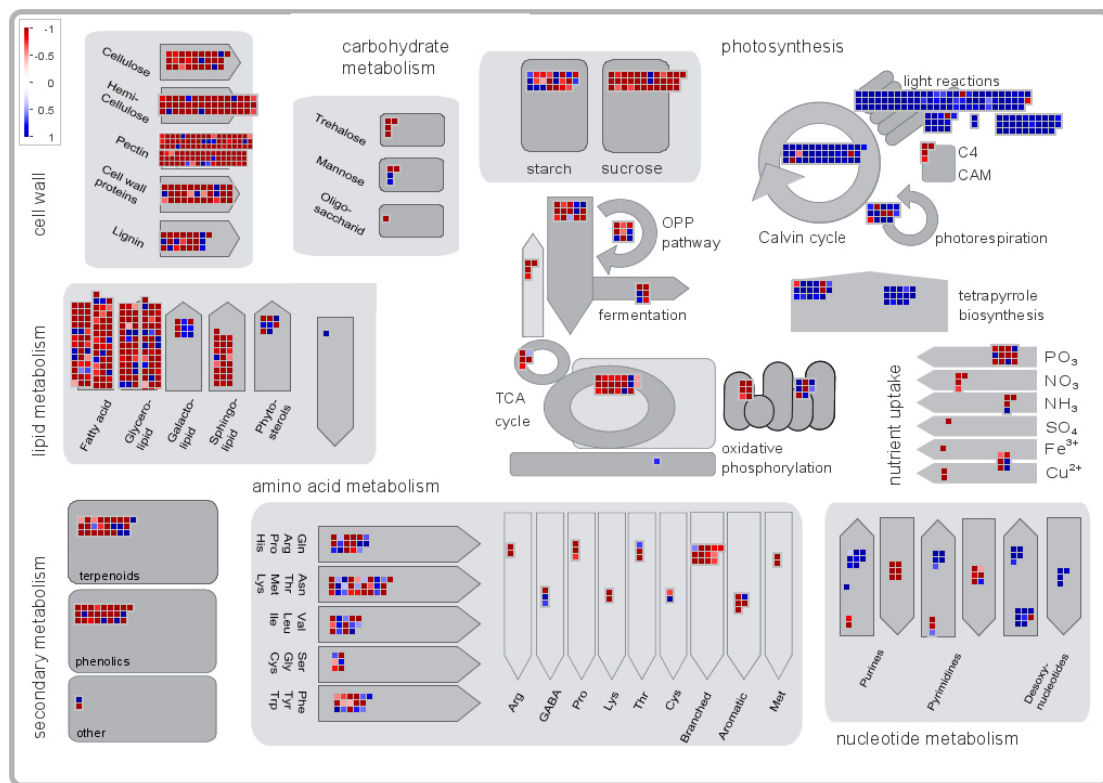 -1
-0.5
0
0.5
1
cell wall
Cellulose
Hemi-
Cellulose
Pectin
Cell wall
proteins
Lignin
carbohydrate
metabolism
Trehalose
Mannose
Oligo-
saccharid
starch
sucrose
OPP
pathway
fermentation
TCA
cycle
oxidative
phosphorylation
photosynthesis
light reactions
C4
CAM
Calvin cycle
photorespiration
tetrapyrrole
biosynthesis
nutrient uptake
PO3
NO3
NH3
SO4
Fe3+
Cu2+
lipid metabolism
Fatty acid
Glycero-
lipid
Galacto-
lipid
Sphingo-
lipid
Phyto-
sterols
secondary metabolism
terpenoids
phenolics
other
amino acid metabolism
Gln
Arg
Pro
His
Asn
Thr
Met
Lys
Val
Leu
Ile
Ser
Gly
Cys
Phe
Tyr
Trp
Arg
GABA
Pro
Lys
Thr
Cys
Branched
Aromatic
Met
Purines
Pyrimidines
Desoxy-
nucleotides
nucleotide metabolism